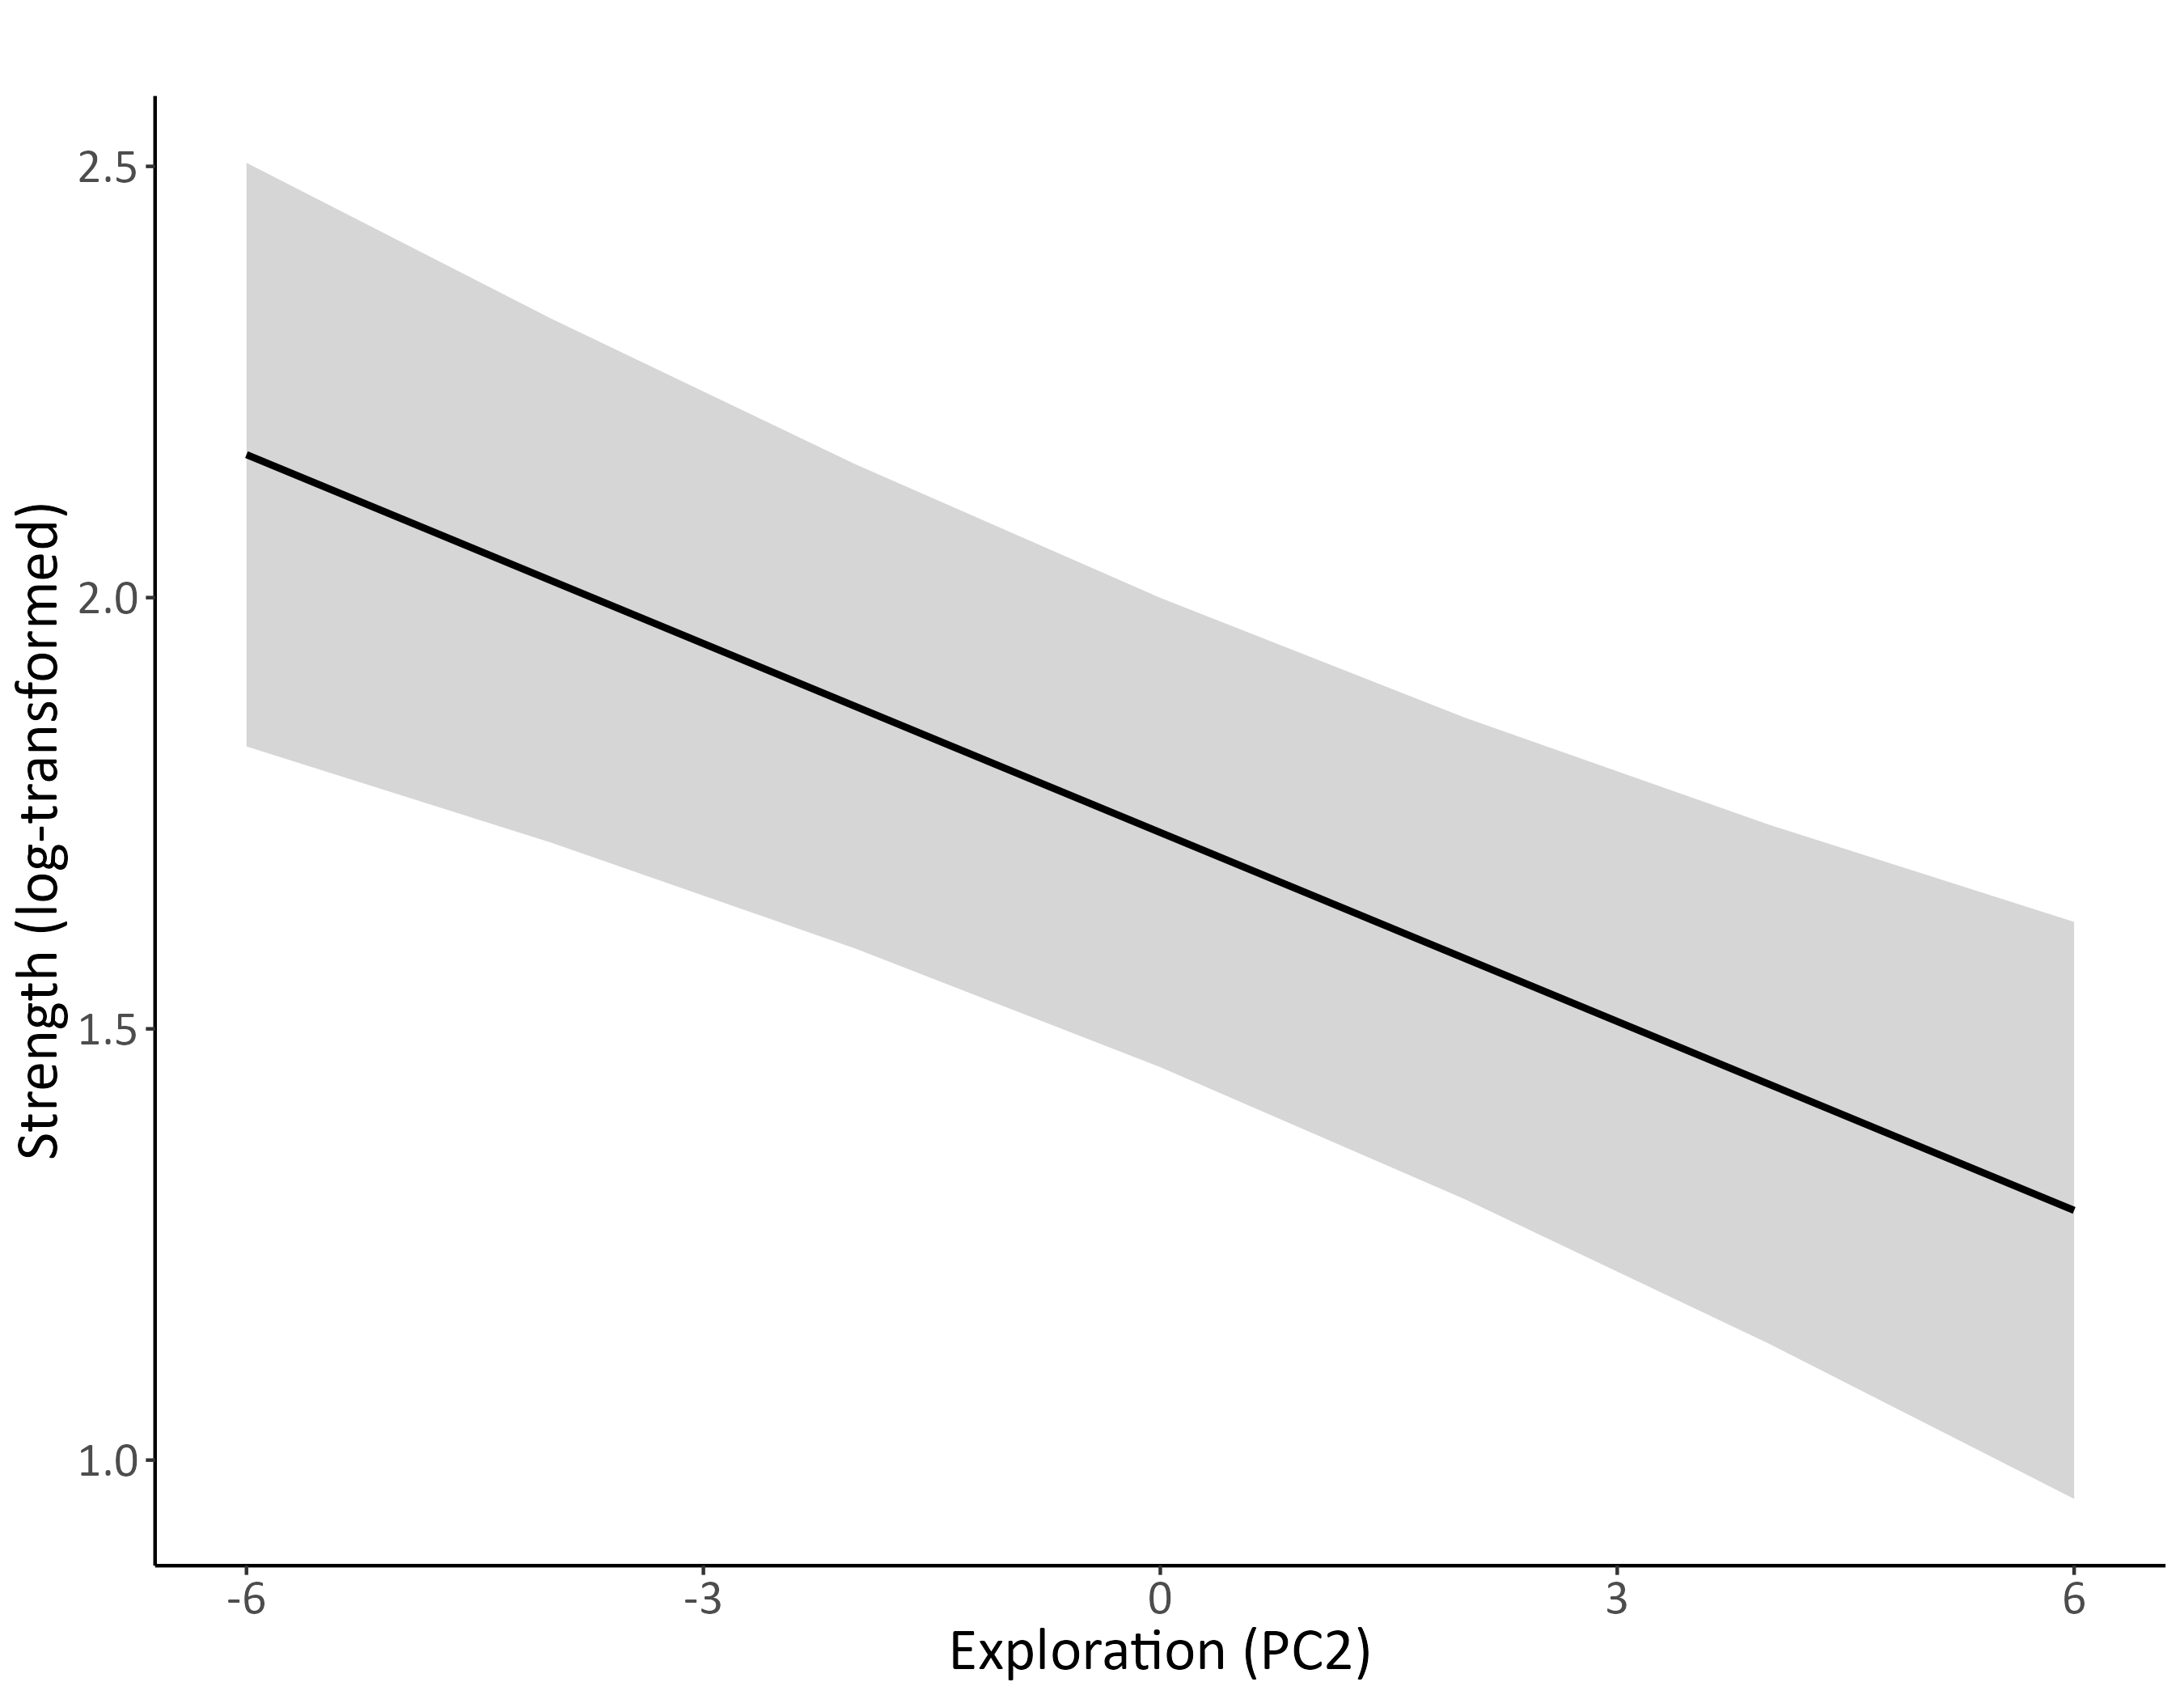 Strength (log-transformed)
2.5
2.0
1.5
1.0
-6 -3 0 3 6
Exploration (PC2)